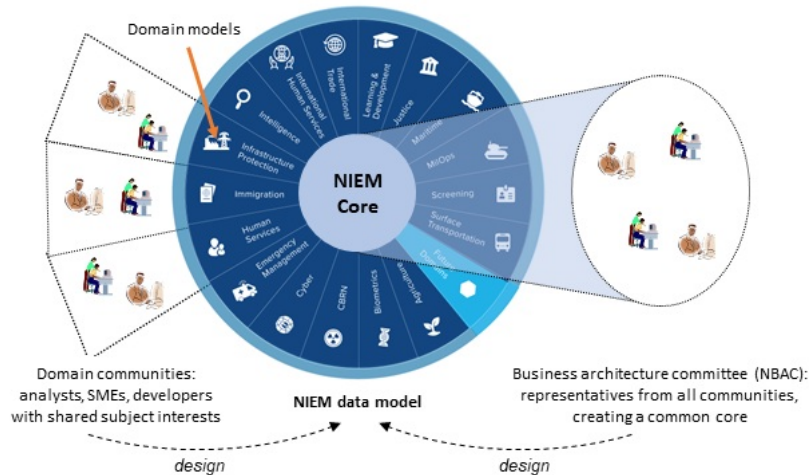 Domain models
International
Human Services
International
Trade
Learning &
Development
Justice
Maritime
MilOps
Screening
Surface
Transportation
Future
Domains
Agriculture
Biometrics
CBRN
Cyber
Emergency
Management
Human
Services
Immigration
Infrastructure
Protection
Intelligence
NIEM
Core
Domain communities:
analysts, SMEs, developers
with shared subject interests
NIEM data model
Business architecture committee (NBAC):
representatives from all communities,
creating a common core
design
design